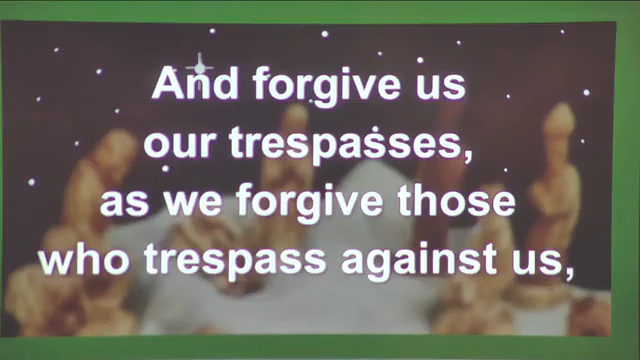 And forgive us
our trespasses,
as we forgive those
who trespass against us,